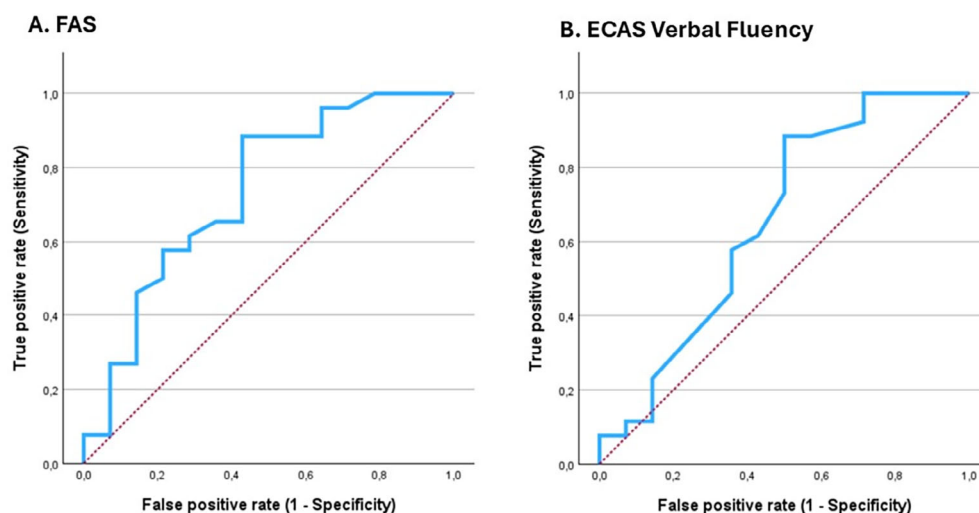 A. FAS
True positive rate (Sensitivity)
1,0
0,8
0,6
0,4
0,2
0,0
0,0 0,2 0,4 0,6 0,8 1,0
False positive rate (1 - Specificity)
B. ECAS Verbal Fluency
True positive rate (Sensitivity)
1,0
0,8
0,6
0,4
0,2
0,0
0,0 0,2 0,4 0,6 0,8 1,0
False positive rate (1 - Specificity)